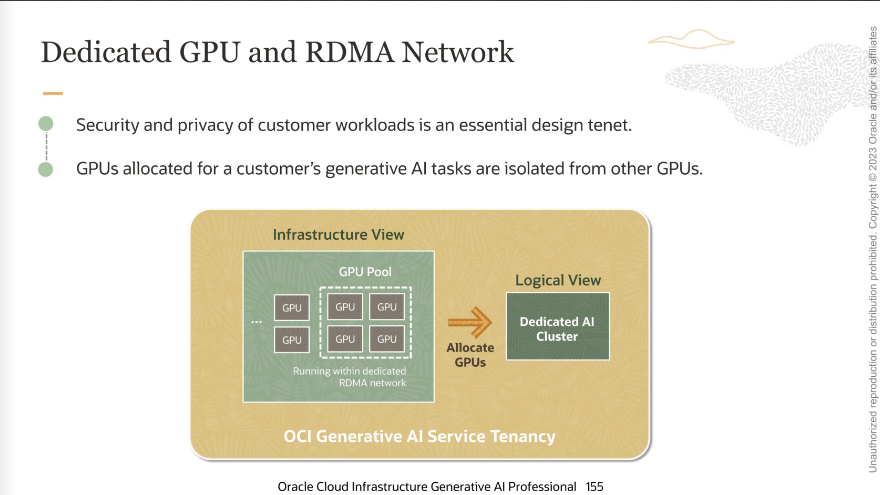 Dedicated GPU and RDMA Network
Security and privacy of customer workloads is an essential design tenet.
GPUs allocated for a customer’s generative AI tasks are isolated from other GPUs.
Infrastructure View
GPU Pool
GPU GPU GPU
GPU GPU GPU
...
Running within dedicated
RDMA network
Allocate
GPUs
Logical View
Dedicated AI
Cluster
OCI Generative AI Service Tenancy
Oracle Cloud Infrastructure Generative AI Professional 155
Unauthorized reproduction or distribution prohibited. Copyright © 2023 Oracle and/or its affiliates